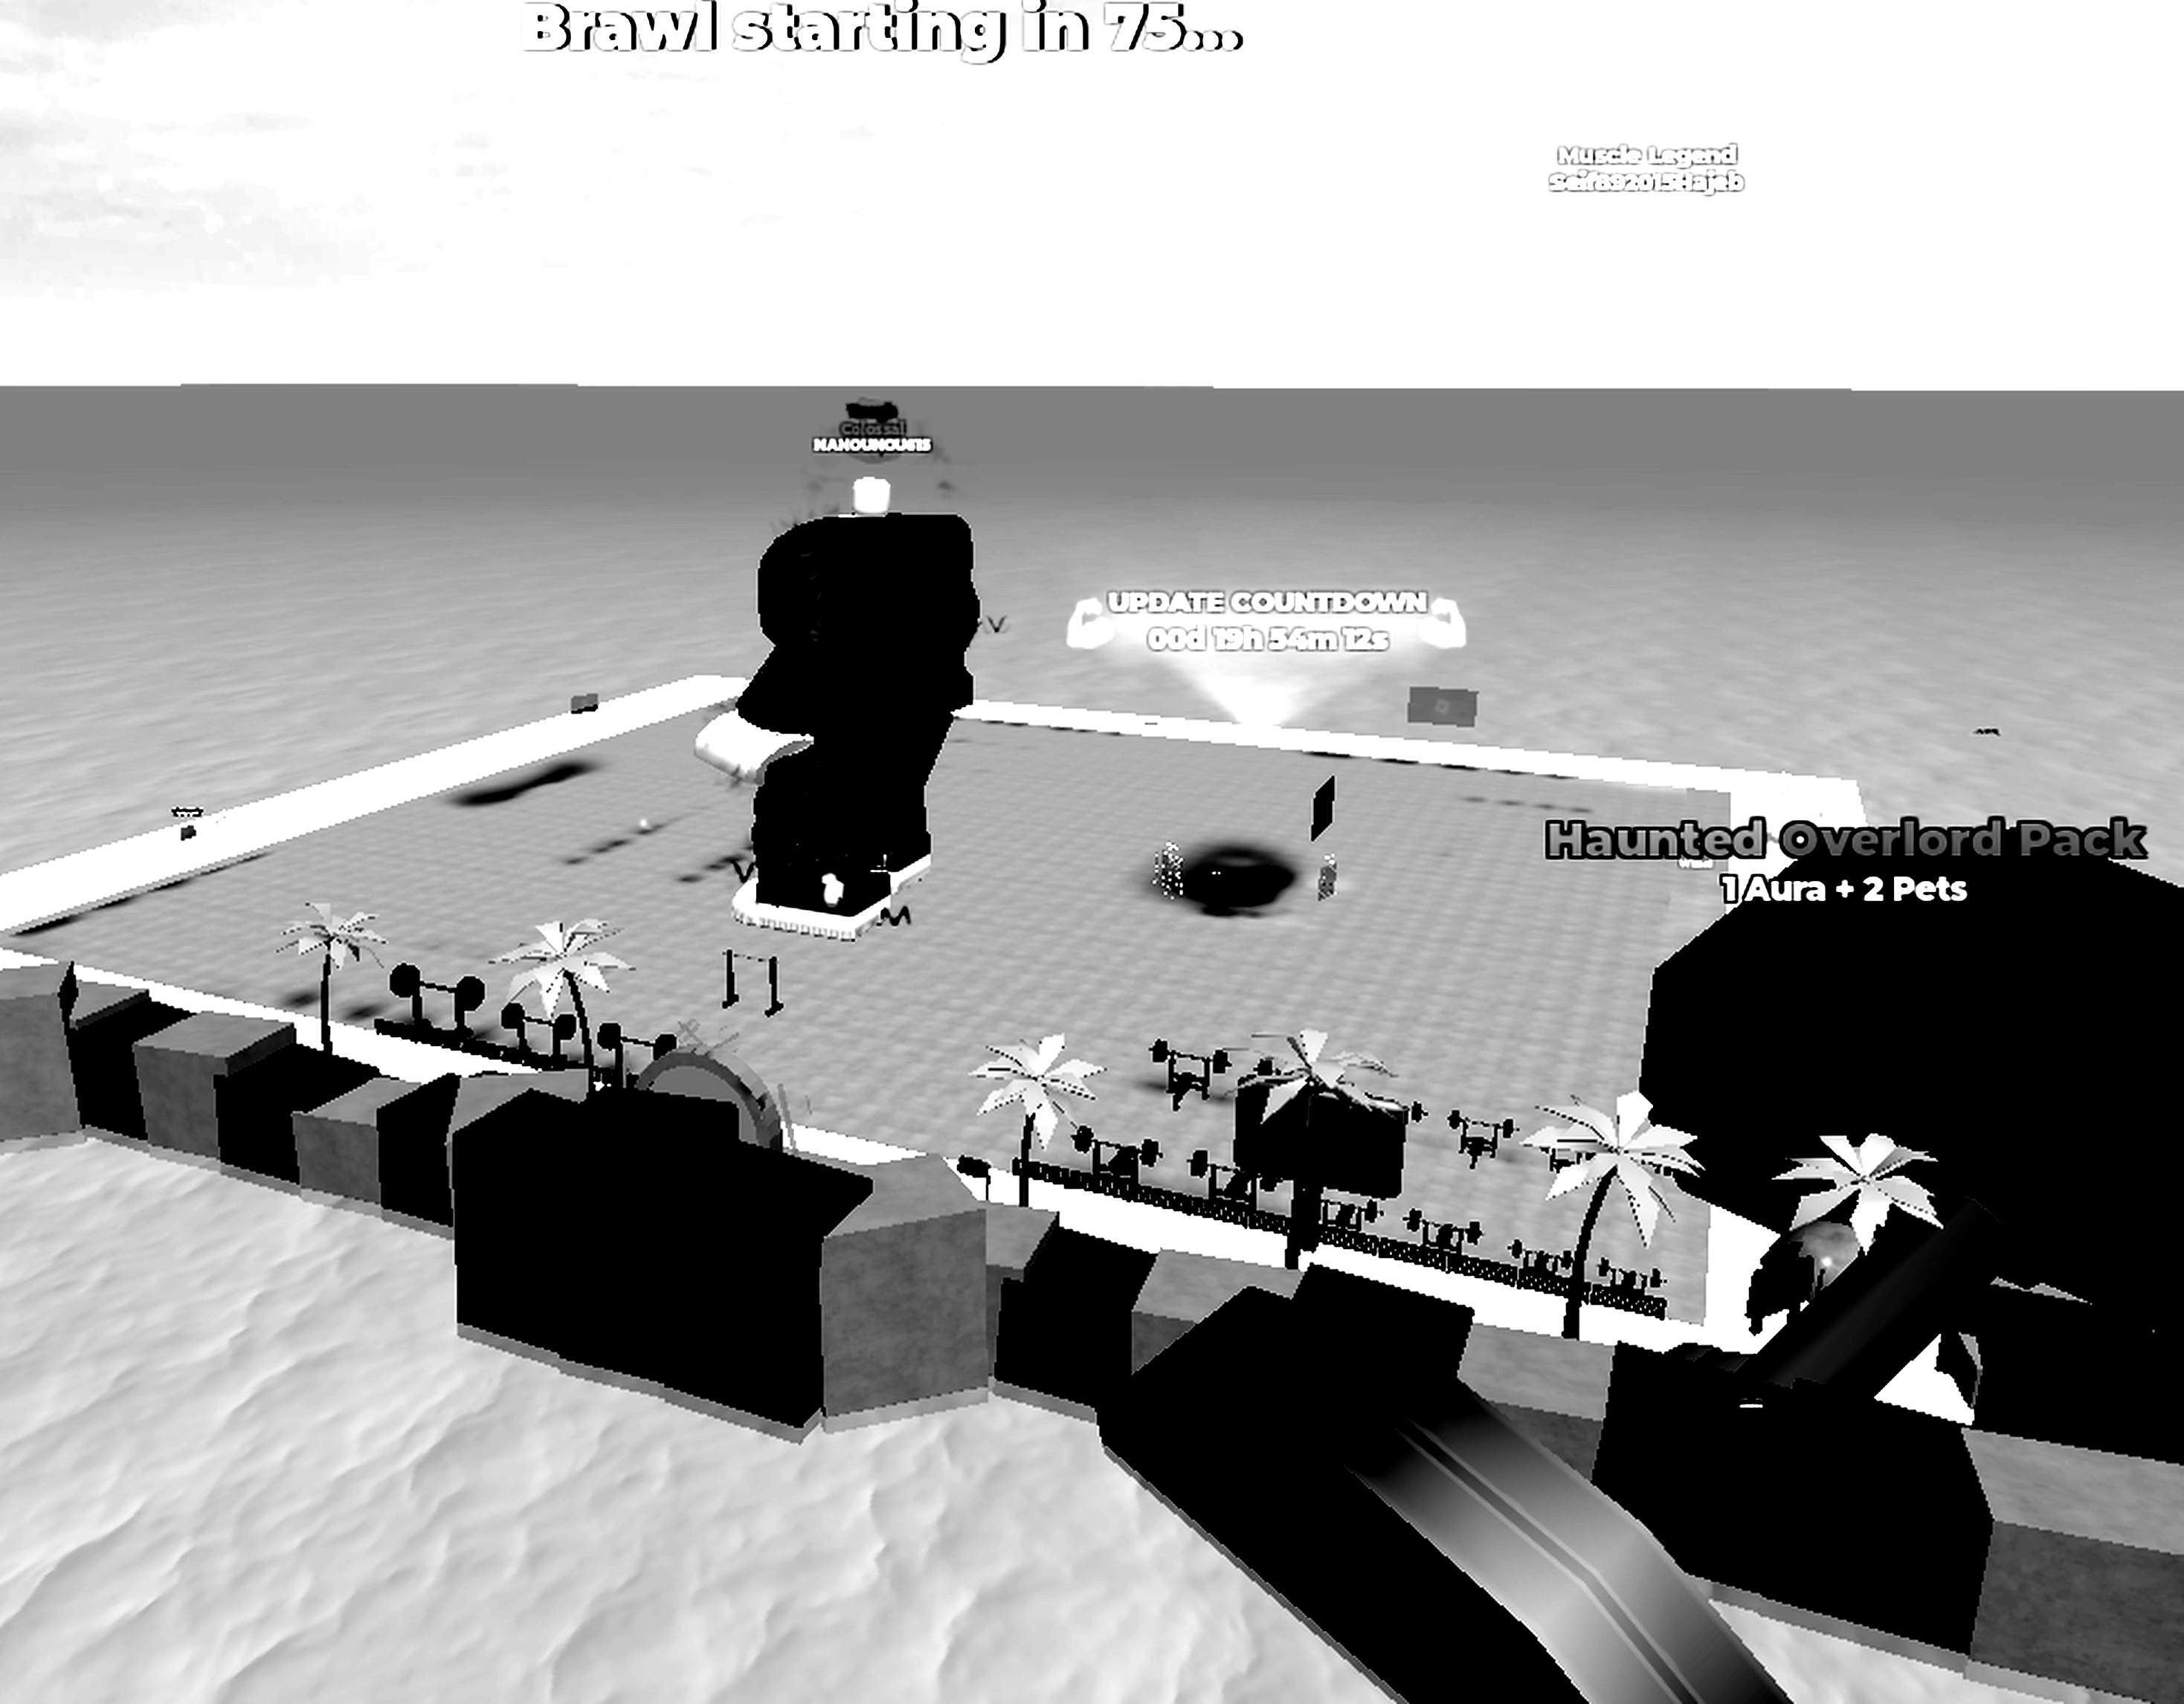 Brawl starting in 75...
Muscle Legend
Colossal
UPDATE COUNTDOWN
00d 19h 54m 12s
Haunted Overlord Pack
1 Aura + 2 Pets